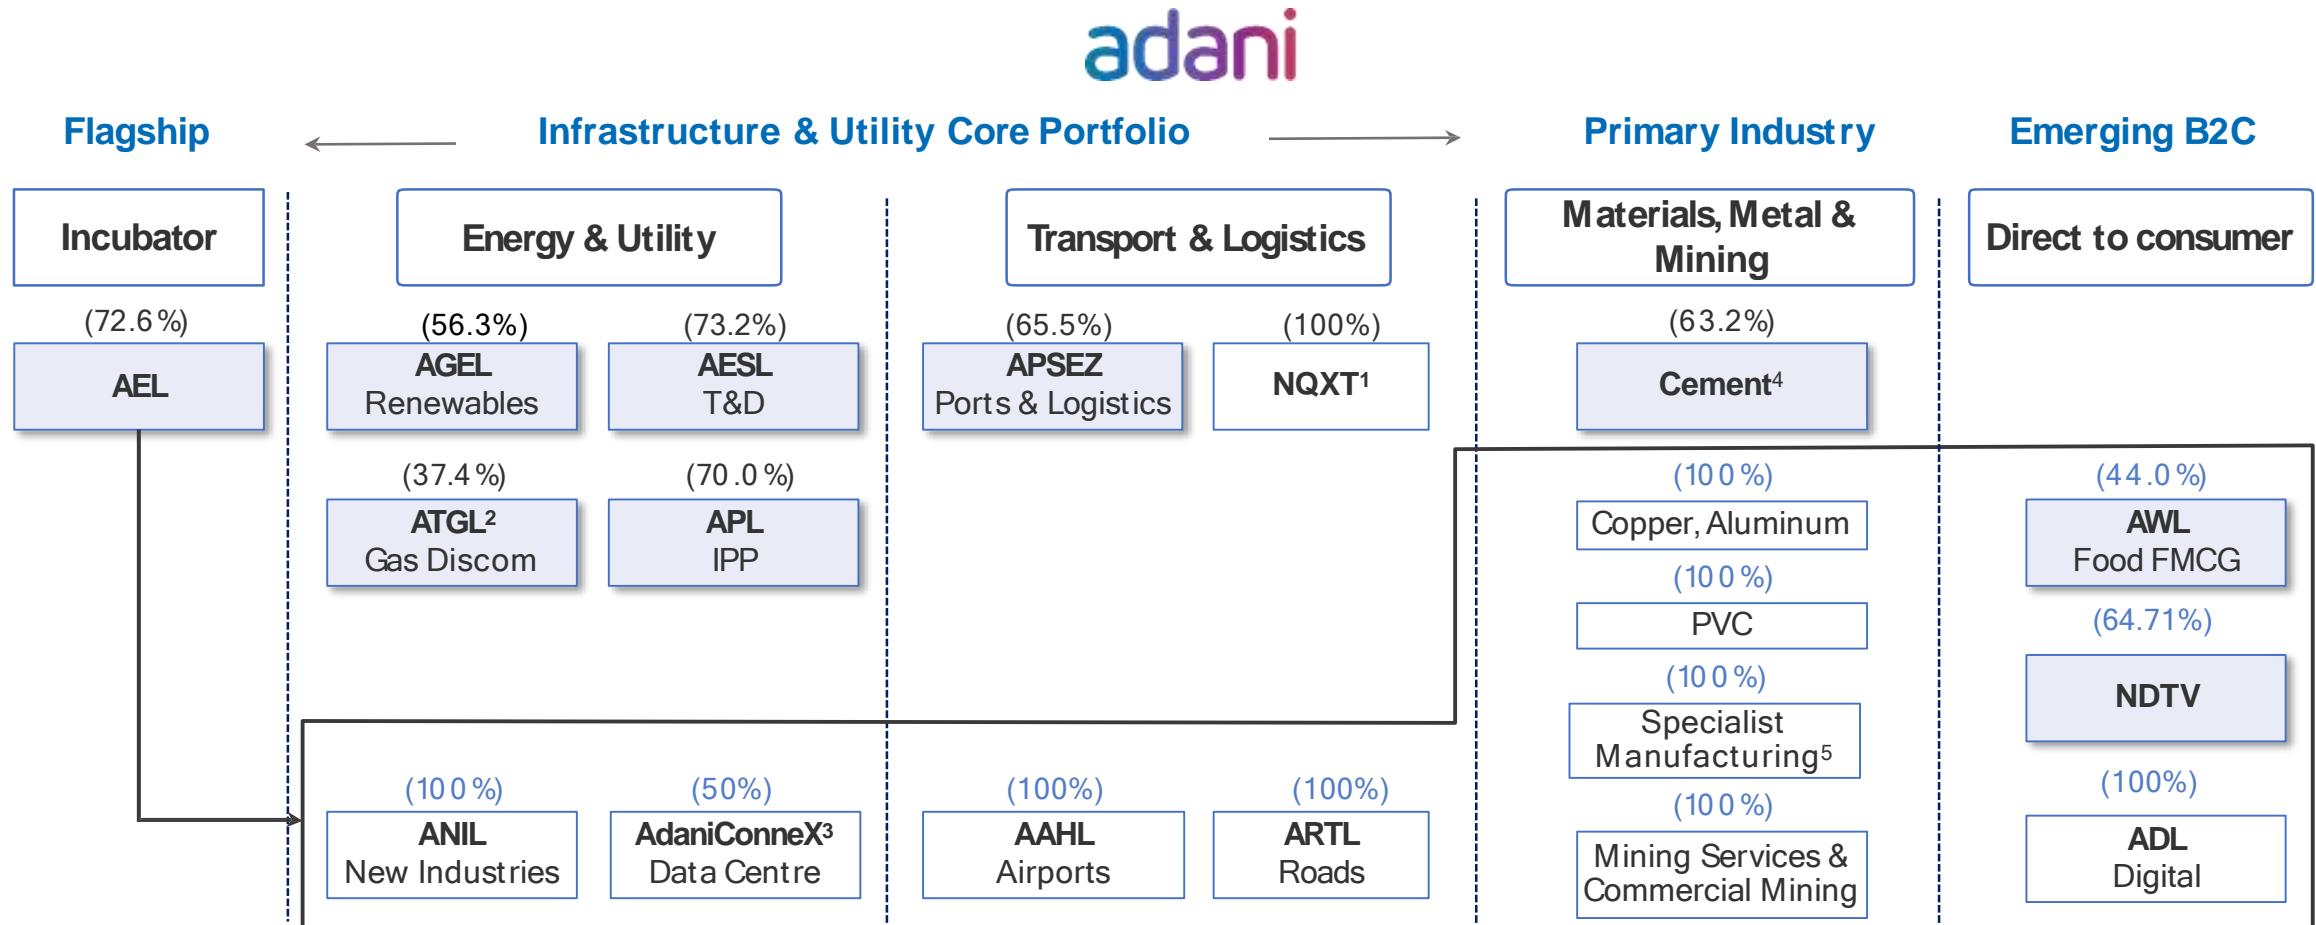 adani
Flagship
Infrastructure & Utility Core Portfolio
Primary Industry
Emerging B2C
Incubator
Energy & Utility
Transport & Logistics
Materials, Metal &
Mining
Direct to consumer
(72.6%)
(56.3%)
(73.2%)
(65.5%)
(100%)
(63.2%)
AEL
AGEL
Renewables
AESL
T&D
APSEZ
Ports & Logistics
NQXT1
Cement4
(37.4%)
(70.0%)
(100%)
(44.0%)
ATGL2
Gas Discom
APL
IPP
Copper, Aluminum
AWL
Food FMCG
(100%)
PVC
(64.71%)
(100%)
Specialist
Manufacturing5
NDTV
(100%)
(50%)
(100%)
(100%)
(100%)
(100%)
ANIL
New Industries
AdaniConneX3
Data Centre
AAHL
Airports
ARTL
Roads
Mining Services &
Commercial Mining
ADL
Digital